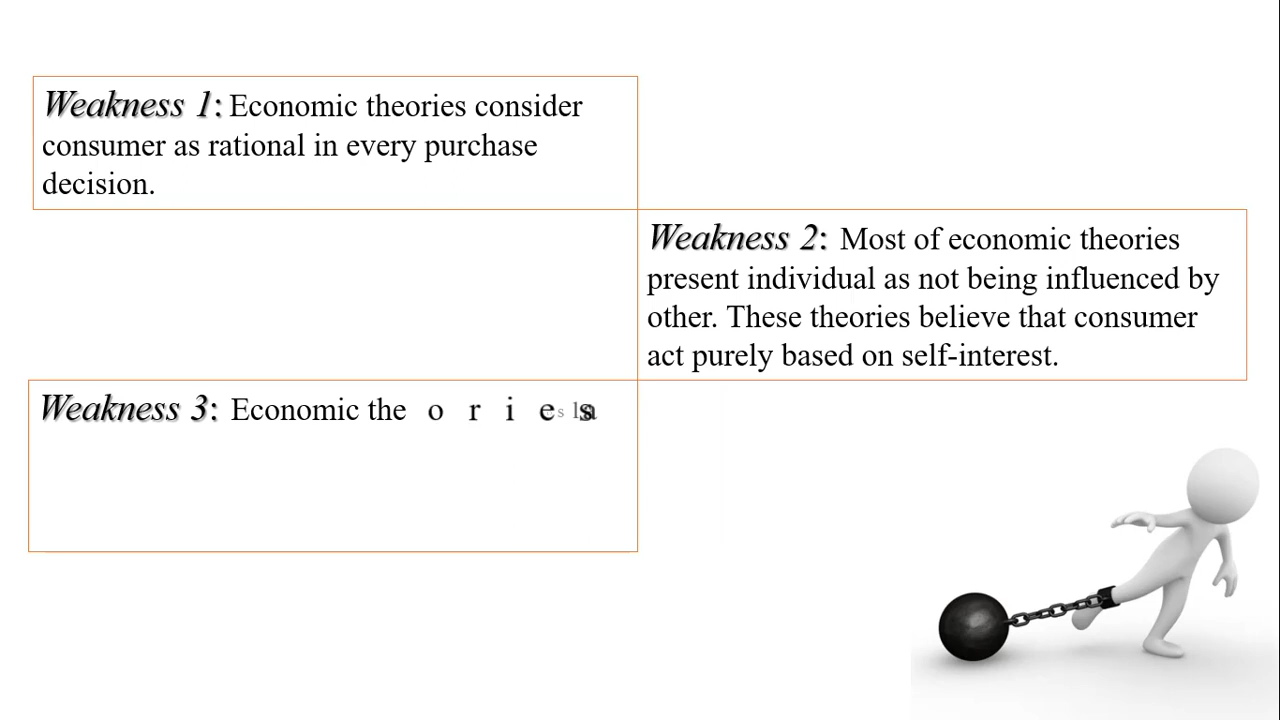 Weakness 1: Economic theories consider
consumer as rational in every purchase
decision.
Weakness 2: Most of economic theories
present individual as not being influenced by
other. These theories believe that consumer
act purely based on self-interest.
Weakness 3: Economic theories